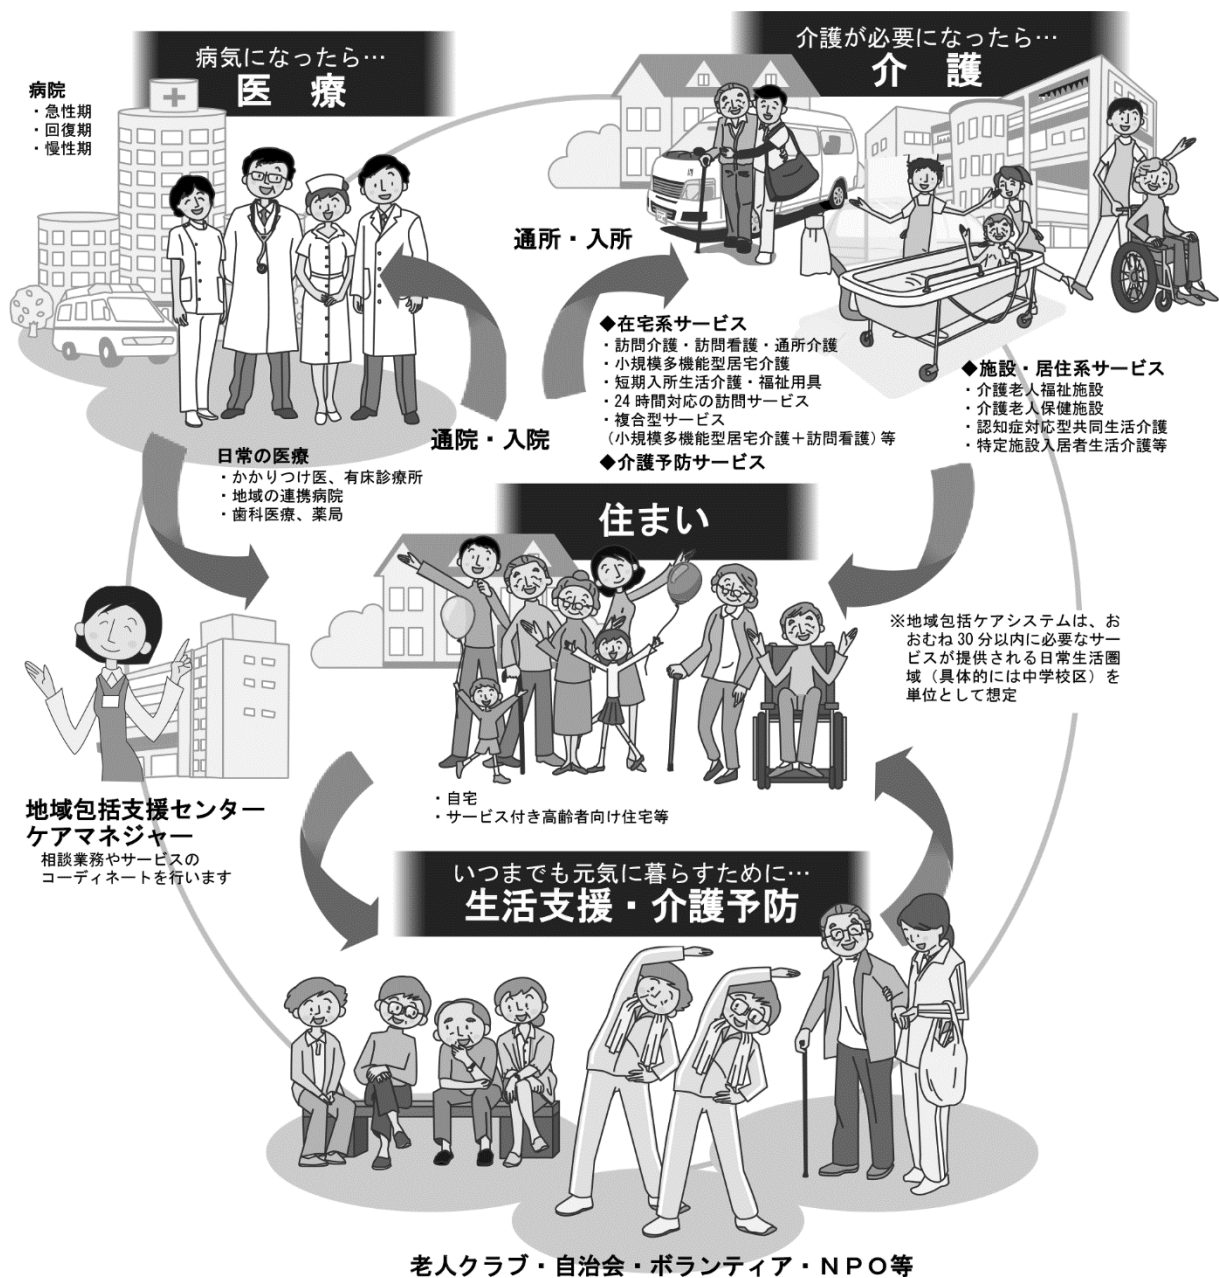 病気になったら…
医療
病院
・急性期
・回復期
・慢性期
介護が必要になったら…
介 護
通所・入所
◆在宅系サービス
・訪問介護・訪問看護・通所介護
・小規模多機能型居宅介護
・短期入所生活介護・福祉用具
・24時間対応の訪問サービス
・複合型サービス
（小規模多機能型居宅介護＋訪問看護）等
◆介護予防サービス
◆施設・居住系サービス
・介護老人福祉施設
・介護老人保健施設
・認知症対応型共同生活介護
・特定施設入居者生活介護等
通院・入院
日常の医療
・かかりつけ医、有床診療所
・地域の連携病院
・歯科医療、薬局
住まい
※地域包括ケアシステムは、お
おむね30分以内に必要なサー
ビスが提供される日常生活圏
域（具体的には中学校区）を
単位として想定
・自宅
・サービス付き高齢者向け住宅等
地域包括支援センター
ケアマネジャー
相談業務やサービスの
コーディネートを行います
いつまでも元気に暮らすために…
生活支援・介護予防
老人クラブ・自治会・ボランティア・ＮＰＯ等